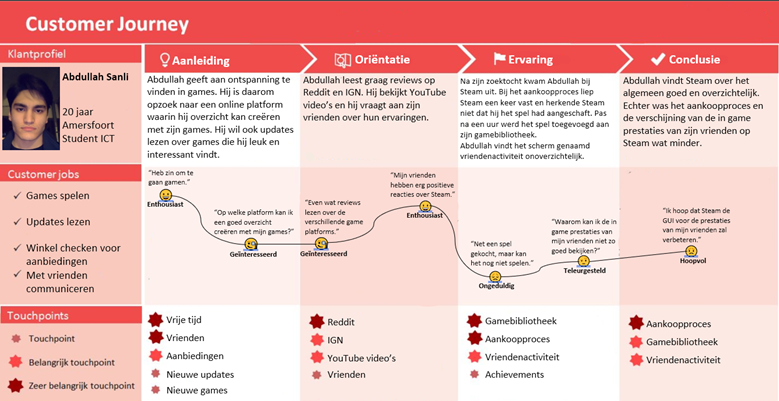 Customer Journey
Klantprofiel
Abdullah Sanli
20 jaar
Amersfoort
Student ICT
Customer jobs
Games spelen
Updates lezen
Winkel checken voor
aanbiedingen
Met vrienden
communiceren
Touchpoints
Touchpoint
Belangrijk touchpoint
Zeer belangrijk touchpoint
Aanleiding
Abdullah geeft aan ontspanning te
vinden in games. Hij is daarom
opzoek naar een online platform
waarin hij overzicht kan creëren
met zijn games. Hij wil ook updates
lezen over games die hij leuk en
interessant vindt.
"Heb zin om te
gaan gamen."
Enthousiast
"Op welke platform kan ik
een goed overzicht
creëren met mijn games?"
Geïnteresseerd
Vrije tijd
Vrienden
Aanbiedingen
Nieuwe updates
Nieuwe games
Oriëntatie
Abdullah leest graag reviews op
Reddit en IGN. Hij bekijkt YouTube
video's en hij vraagt aan zijn
vrienden over hun ervaringen.
"Even wat reviews
lezen over de
verschillende game
platforms."
Geïnteresseerd
"Mijn vrienden
hebben erg positieve
reacties over Steam."
Enthousiast
Reddit
IGN
YouTube video's
Vrienden
Ervaring
Na zijn zoektocht kwam Abdullah bij
Steam uit. Bij het aankoopproces liep
Steam een keer vast en herkende Steam
niet dat hij het spel had aangeschaft. Pas
na een uur werd het spel toegevoegd aan
zijn gamebibliotheek.
Abdullah vindt het scherm genaamd
vriendenactiviteit onoverzichtelijk.
"Net een spel
gekocht, maar kan
het nog niet spelen."
Ongeduldig
"Waarom kan ik de in
game prestaties van
mijn vrienden niet zo
goed bekijken?"
Teleurgesteld
Gamebibliotheek
Aankoopproces
Vriendenactiviteit
Achievements
Conclusie
Abdullah vindt Steam over het
algemeen goed en overzichtelijk.
Echter was het aankoopproces en
de verschijning van de in game
prestaties van zijn vrienden op
Steam wat minder.
"Ik hoop dat Steam de
GUI voor de prestaties
van mijn vrienden zal
verbeteren."
Hoopvol
Aankoopproces
Gamebibliotheek
Vriendenactiviteit